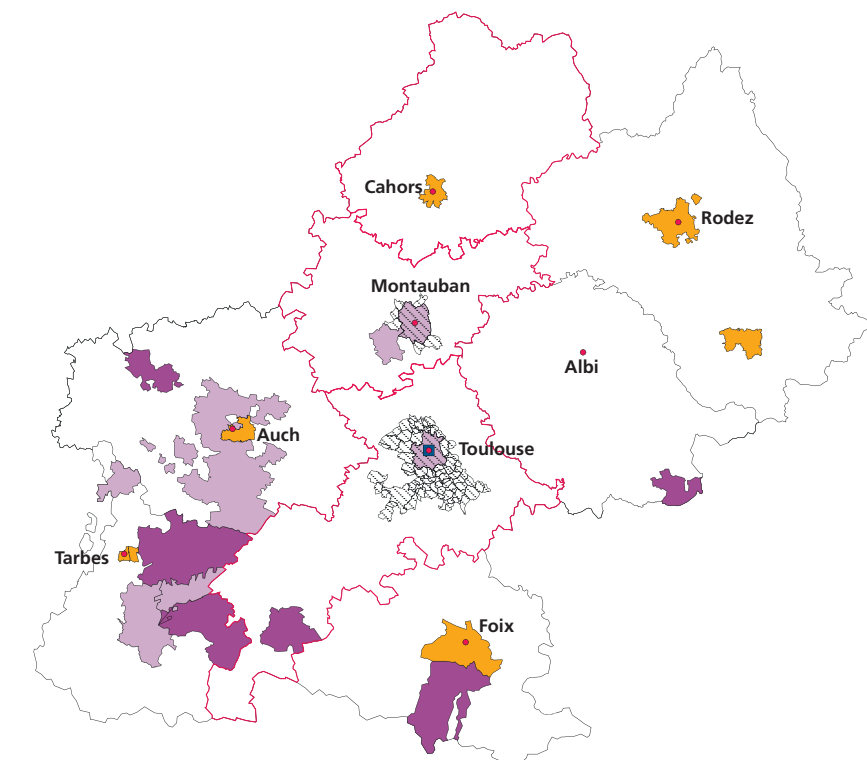 Cahors
Rodez
Montauban
Albi
Auch
Toulouse
Tarbes
Foix